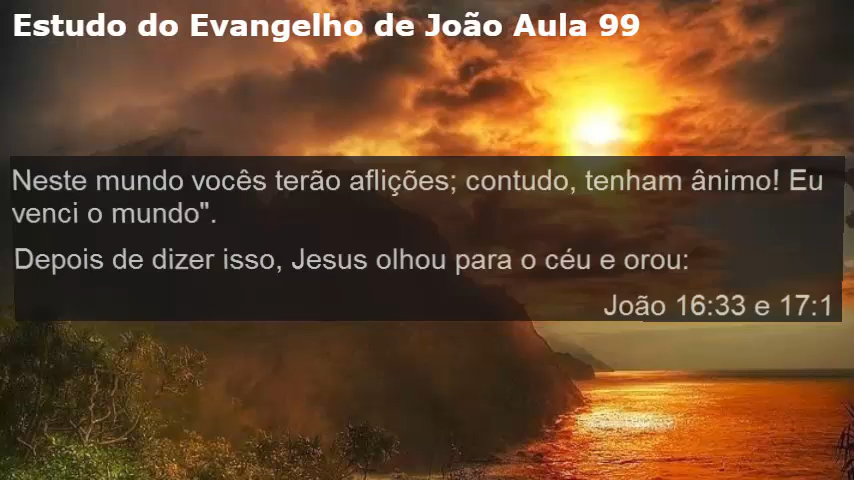 Estudo do Evangelho de João Aula 99
Neste mundo vocês terão aflições; contudo, tenham ânimo! Eu
venci o mundo".
Depois de dizer isso, Jesus olhou para o céu e orou:
João 16:33 e 17:1